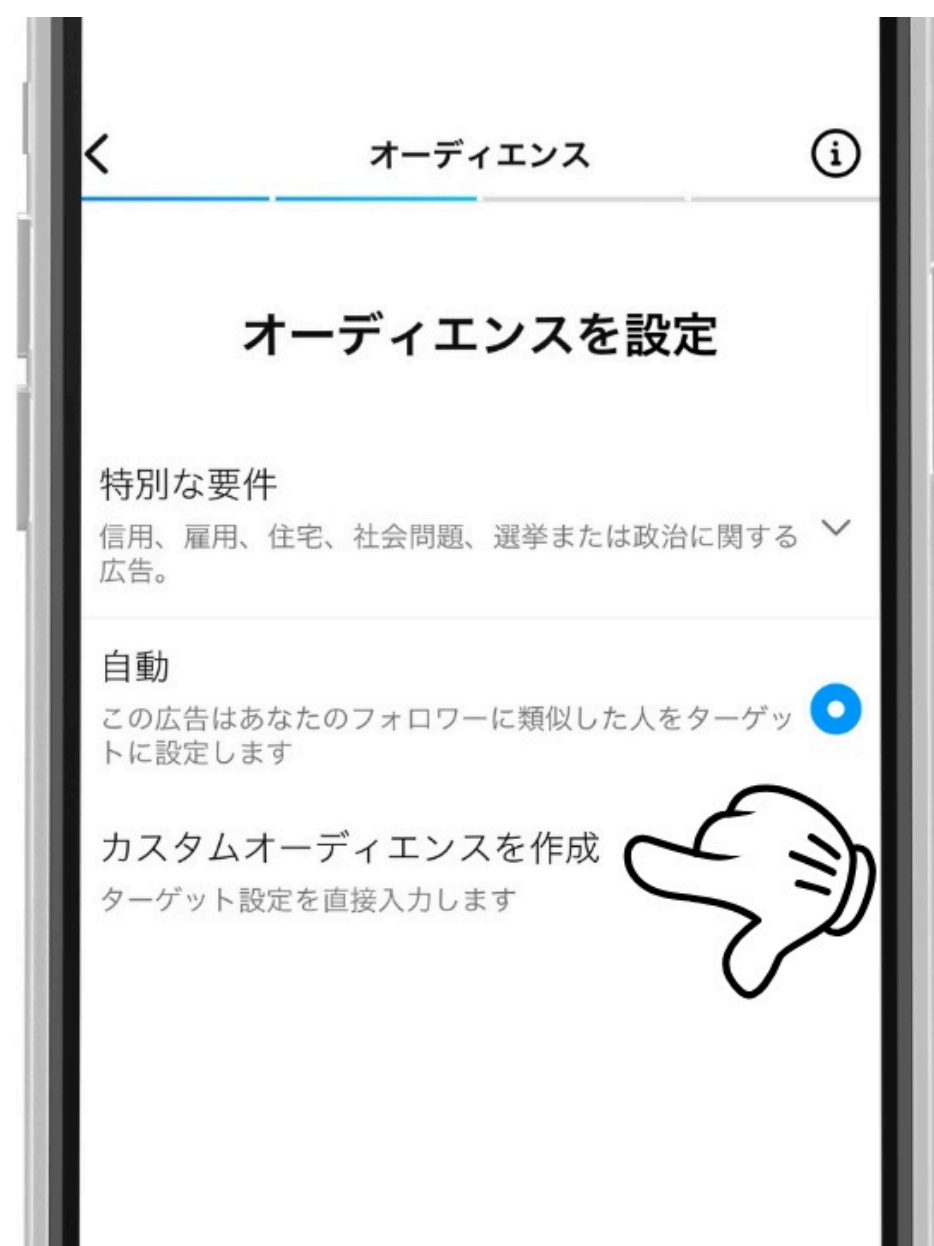 オーディエンス
オーディエンスを設定
特別な要件
信用、雇用、住宅、社会問題、選挙または政治に関する
広告。
自動
この広告はあなたのフォロワーに類似した人をターゲッ
トに設定します
カスタムオーディエンスを作成
ターゲット設定を直接入力します